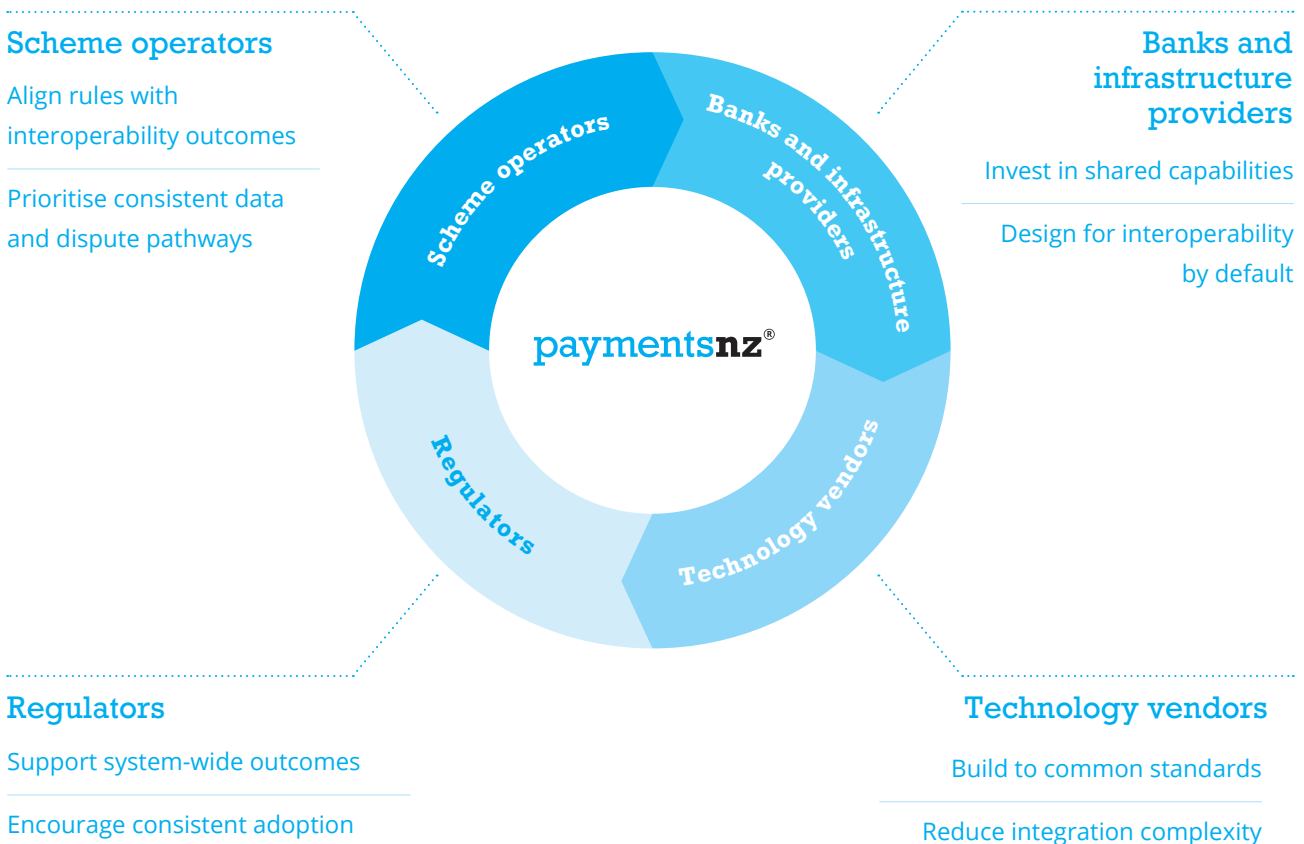 Scheme operators
Align rules with
interoperability outcomes
Prioritise consistent data
and dispute pathways
Banks and
infrastructure
providers
Invest in shared capabilities
Design for interoperability
by default
Scheme operators
Banks and infrastructure
providers
paymentsnz®
Regulators
Technology vendors
Regulators
Support system-wide outcomes
Encourage consistent adoption
Technology vendors
Build to common standards
Reduce integration complexity